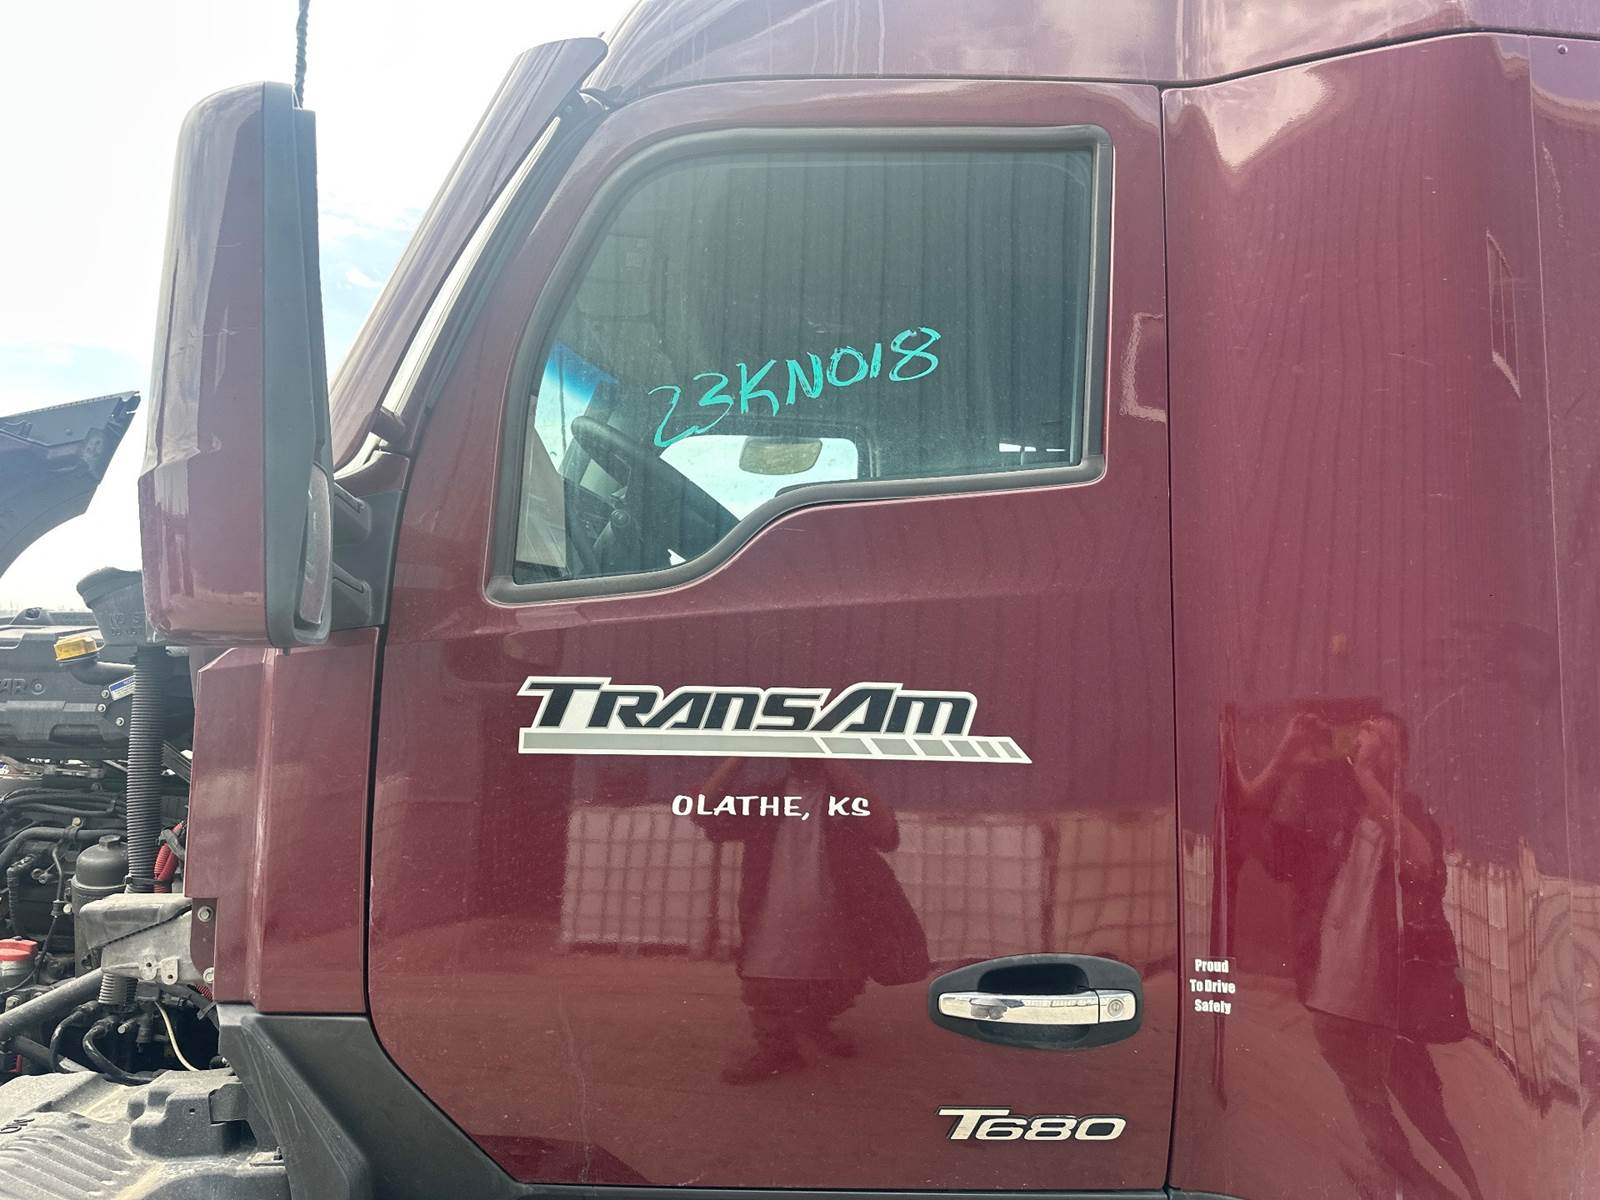 23KN018
TRANSAM
OLATHE, KS
Proud
To Drive
Safely
T680